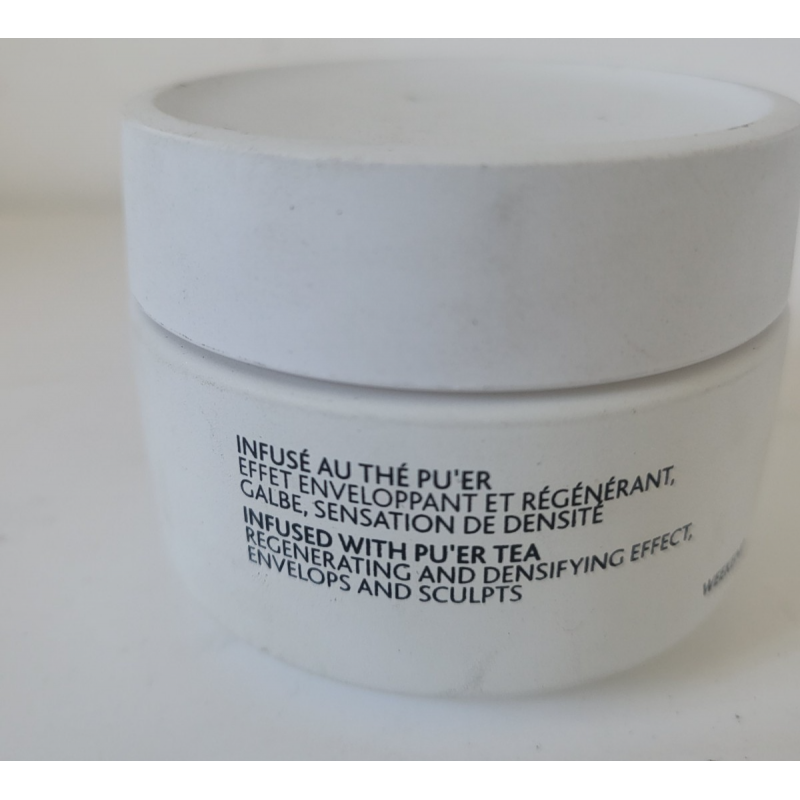 INFUSÉ AU THÉ PU'ER
EFFET ENVELOPPANT ET RÉGÉNÉRANT,
GALBE, SENSATION DE DENSITÉ
INFUSED WITH PU'ER TEA
REGENERATING AND DENSIFYING EFFECT,
ENVELOPS AND SCULPTS